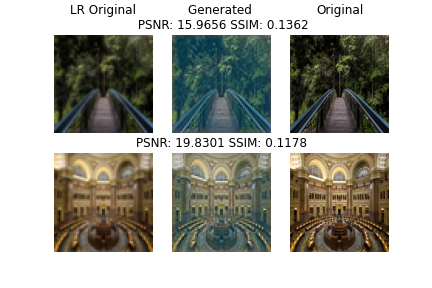 LR Original Generated Original
PSNR: 15.9656 SSIM: 0.1362
PSNR: 19.8301 SSIM: 0.1178